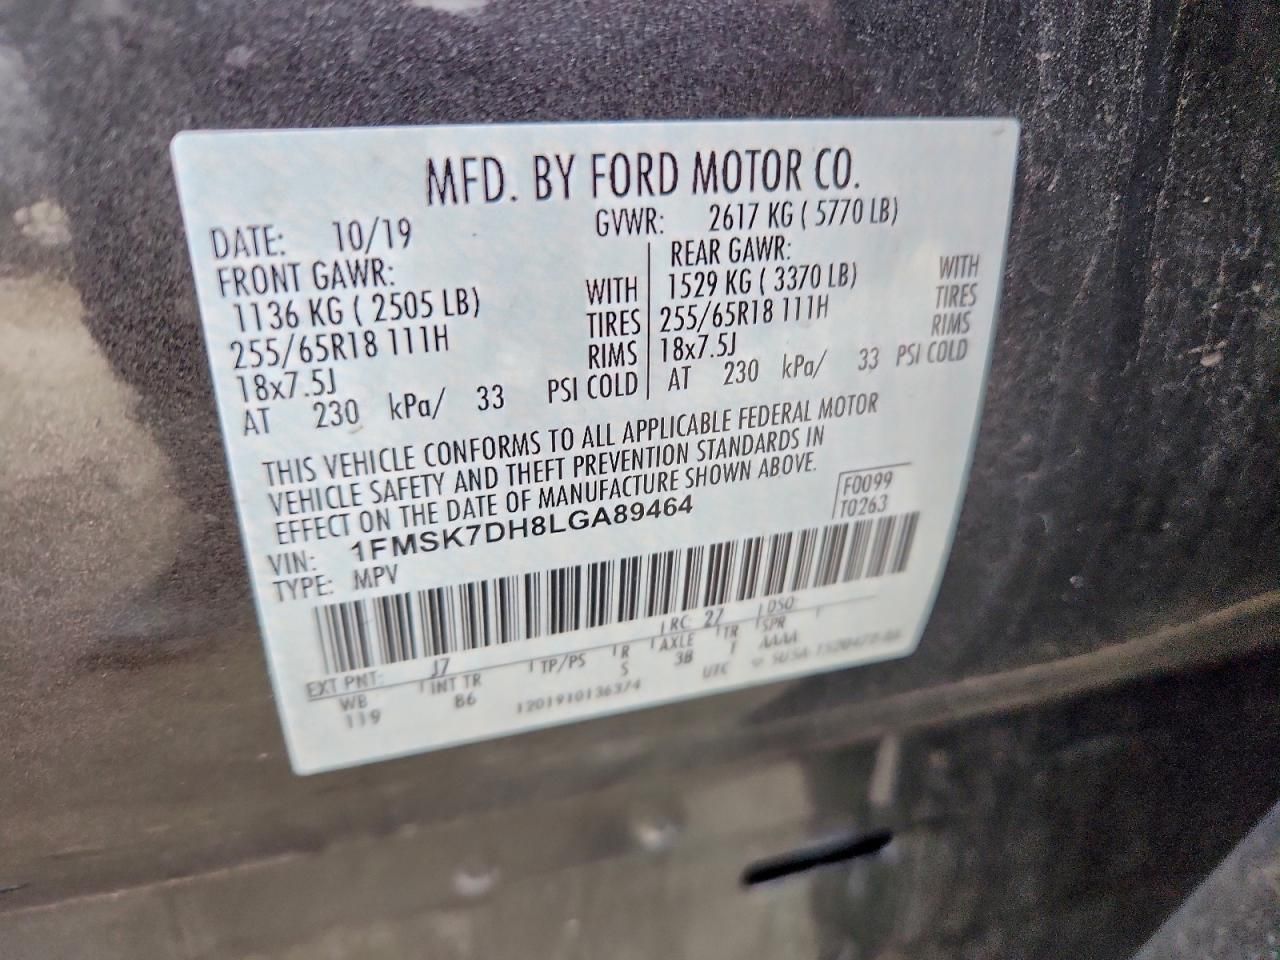 MFD. BY FORD MOTOR CO.
DATE: 10/19 GVWR: 2617 KG ( 5770 LB)
FRONT GAWR: REAR GAWR:
1136 KG ( 2505 LB) WITH 1529 KG ( 3370 LB) WITH
255/65R18 111H TIRES 255/65R18 111H TIRES
18x7.5J RIMS 18x7.5J RIMS
AT 230 kPa/ 33 PSI COLD AT 230 kPa/ 33 PSI COLD
THIS VEHICLE CONFORMS TO ALL APPLICABLE FEDERAL MOTOR
VEHICLE SAFETY AND THEFT PREVENTION STANDARDS IN
EFFECT ON THE DATE OF MANUFACTURE SHOWN ABOVE.
VIN: 1FMSK7DH8LGA89464 F0099
TYPE: MPV T0263
EXT PNT: J7 RC: 27 DSO:
WB INT TR TP/PS R AXLE TR SPR
119 B6 S 3B T AAAA
1201910136374 UTC